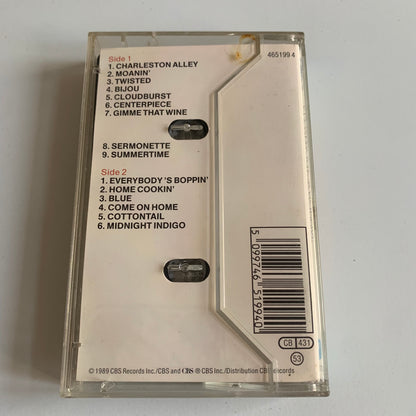 465199 4
Side 1
1. CHARLESTON ALLEY
2. MOANIN'
3. TWISTED
4. BIJOU
5. CLOUDBURST
6. CENTERPIECE
7. GIMME THAT WINE
8. SERMONETTE
9. SUMMERTIME
Side 2
1. EVERYBODY'S BOPPIN'
2. HOME COOKIN'
3. BLUE
4. COME ON HOME
5. COTTONTAIL
6. MIDNIGHT INDIGO
5 099746 519940
CB 431
53
© 1989 CBS Records Inc./CBS and CBS ® CBS Inc./Distribution CBS Records